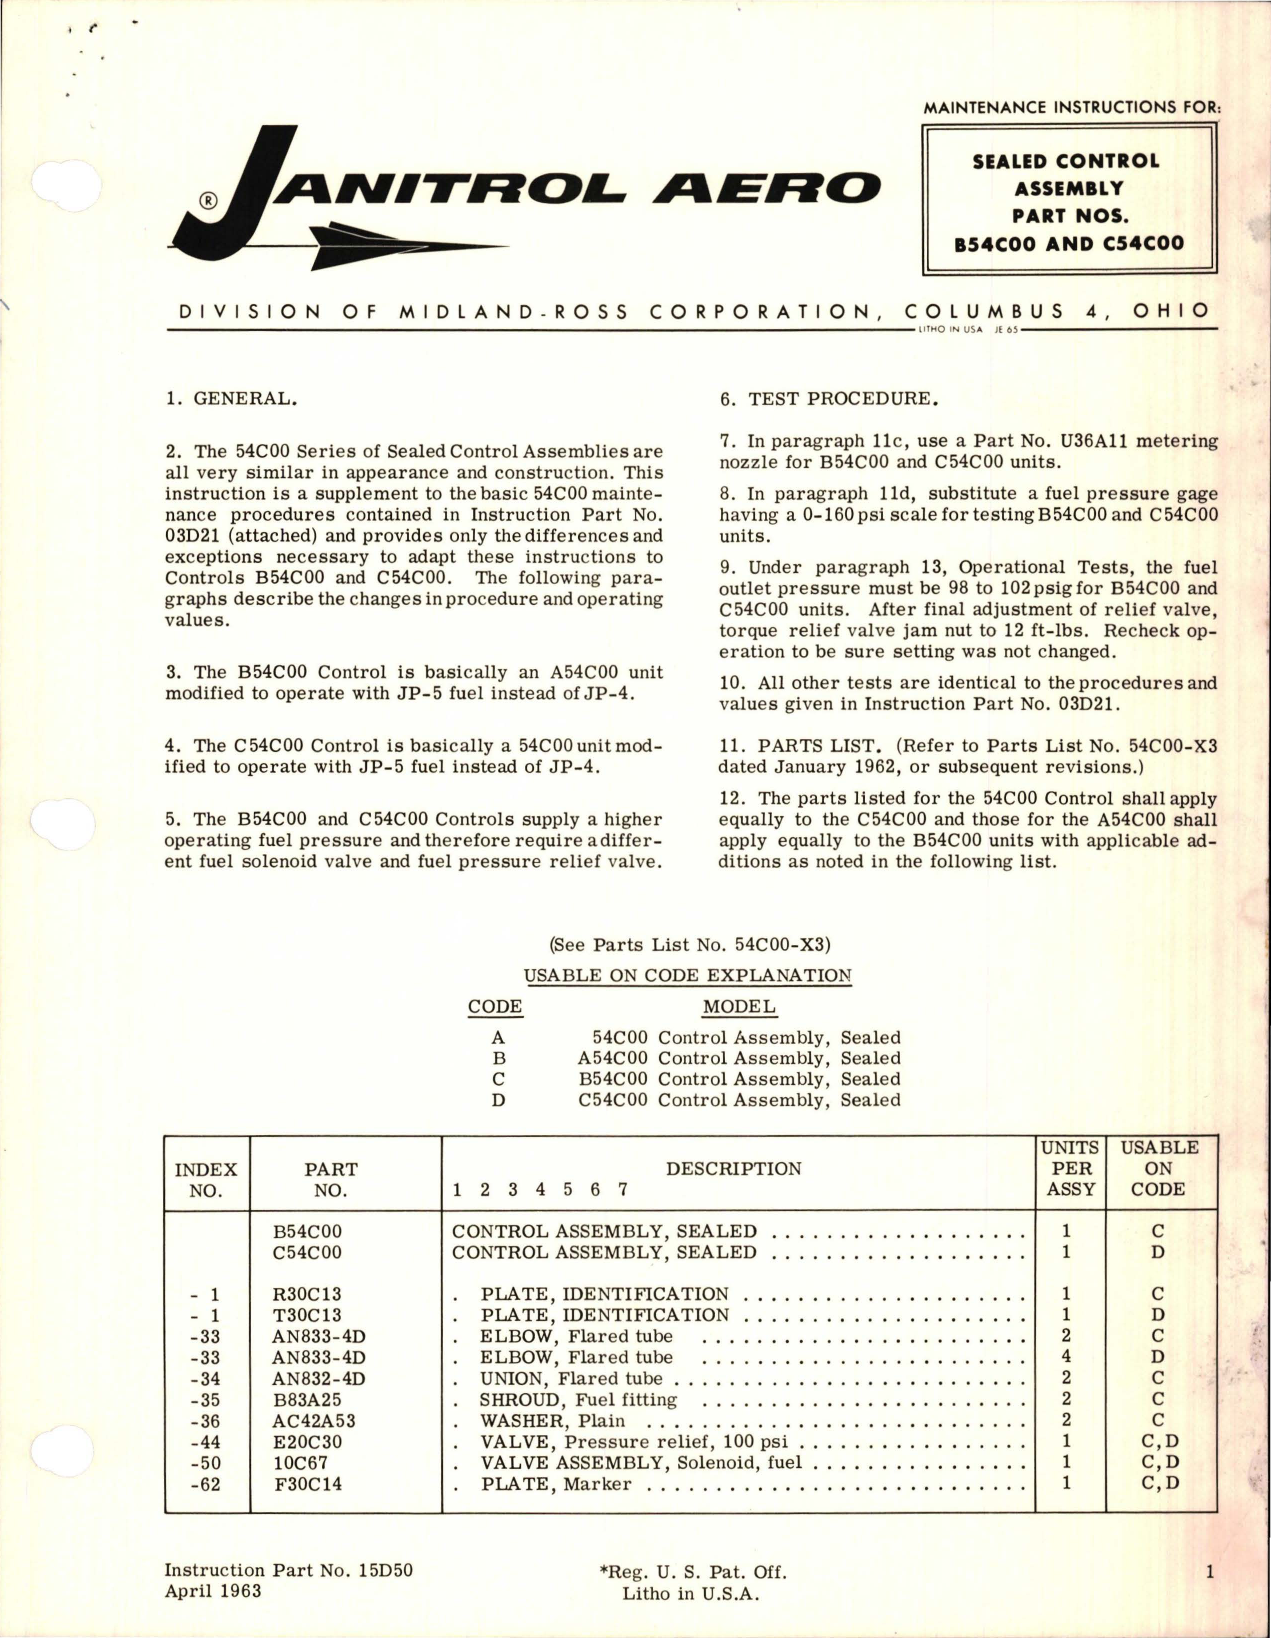 MAINTENANCE INSTRUCTIONS FOR:
SEALED CONTROL
ASSEMBLY
PART NOS.
B54C00 AND C54C00
® JANITROL AERO
DIVISION OF MIDLAND-ROSS CORPORATION, COLUMBUS 4, OHIO
LITHO IN USA JE 65
1. GENERAL.
2. The 54C00 Series of Sealed Control Assemblies are
all very similar in appearance and construction. This
instruction is a supplement to the basic 54C00 mainte-
nance procedures contained in Instruction Part No.
03D21 (attached) and provides only the differences and
exceptions necessary to adapt these instructions to
Controls B54C00 and C54C00. The following para-
graphs describe the changes in procedure and operating
values.
3. The B54C00 Control is basically an A54C00 unit
modified to operate with JP-5 fuel instead of JP-4.
4. The C54C00 Control is basically a 54C00 unit mod-
ified to operate with JP-5 fuel instead of JP-4.
5. The B54C00 and C54C00 Controls supply a higher
operating fuel pressure and therefore require a differ-
ent fuel solenoid valve and fuel pressure relief valve.
6. TEST PROCEDURE.
7. In paragraph 11c, use a Part No. U36A11 metering
nozzle for B54C00 and C54C00 units.
8. In paragraph 11d, substitute a fuel pressure gage
having a 0-160 psi scale for testing B54C00 and C54C00
units.
9. Under paragraph 13, Operational Tests, the fuel
outlet pressure must be 98 to 102 psig for B54C00 and
C54C00 units. After final adjustment of relief valve,
torque relief valve jam nut to 12 ft-lbs. Recheck op-
eration to be sure setting was not changed.
10. All other tests are identical to the procedures and
values given in Instruction Part No. 03D21.
11. PARTS LIST. (Refer to Parts List No. 54C00-X3
dated January 1962, or subsequent revisions.)
12. The parts listed for the 54C00 Control shall apply
equally to the C54C00 and those for the A54C00 shall
apply equally to the B54C00 units with applicable ad-
ditions as noted in the following list.
(See Parts List No. 54C00-X3)
USABLE ON CODE EXPLANATION
CODE MODEL
A 54C00 Control Assembly, Sealed
B A54C00 Control Assembly, Sealed
C B54C00 Control Assembly, Sealed
D C54C00 Control Assembly, Sealed
INDEX NO. PART NO. DESCRIPTION 1 2 3 4 5 6 7 UNITS PER ASSY USABLE ON CODE
B54C00 CONTROL ASSEMBLY, SEALED . . . . . . . . . . . . . . . . . . . 1 C
C54C00 CONTROL ASSEMBLY, SEALED . . . . . . . . . . . . . . . . . . . 1 D
- 1 R30C13 . PLATE, IDENTIFICATION . . . . . . . . . . . . . . . . . . . . . 1 C
- 1 T30C13 . PLATE, IDENTIFICATION . . . . . . . . . . . . . . . . . . . . . 1 D
-33 AN833-4D . ELBOW, Flared tube . . . . . . . . . . . . . . . . . . . . . . . . 2 C
-33 AN833-4D . ELBOW, Flared tube . . . . . . . . . . . . . . . . . . . . . . . . 4 D
-34 AN832-4D . UNION, Flared tube . . . . . . . . . . . . . . . . . . . . . . . . . . 2 C
-35 B83A25 . SHROUD, Fuel fitting . . . . . . . . . . . . . . . . . . . . . . . . 2 C
-36 AC42A53 . WASHER, Plain . . . . . . . . . . . . . . . . . . . . . . . . . . . . 2 C
-44 E20C30 . VALVE, Pressure relief, 100 psi . . . . . . . . . . . . . . . . . 1 C,D
-50 10C67 . VALVE ASSEMBLY, Solenoid, fuel . . . . . . . . . . . . . . . . 1 C,D
-62 F30C14 . PLATE, Marker . . . . . . . . . . . . . . . . . . . . . . . . . . . . 1 C,D
Instruction Part No. 15D50 *Reg. U. S. Pat. Off. 1
April 1963 Litho in U.S.A.